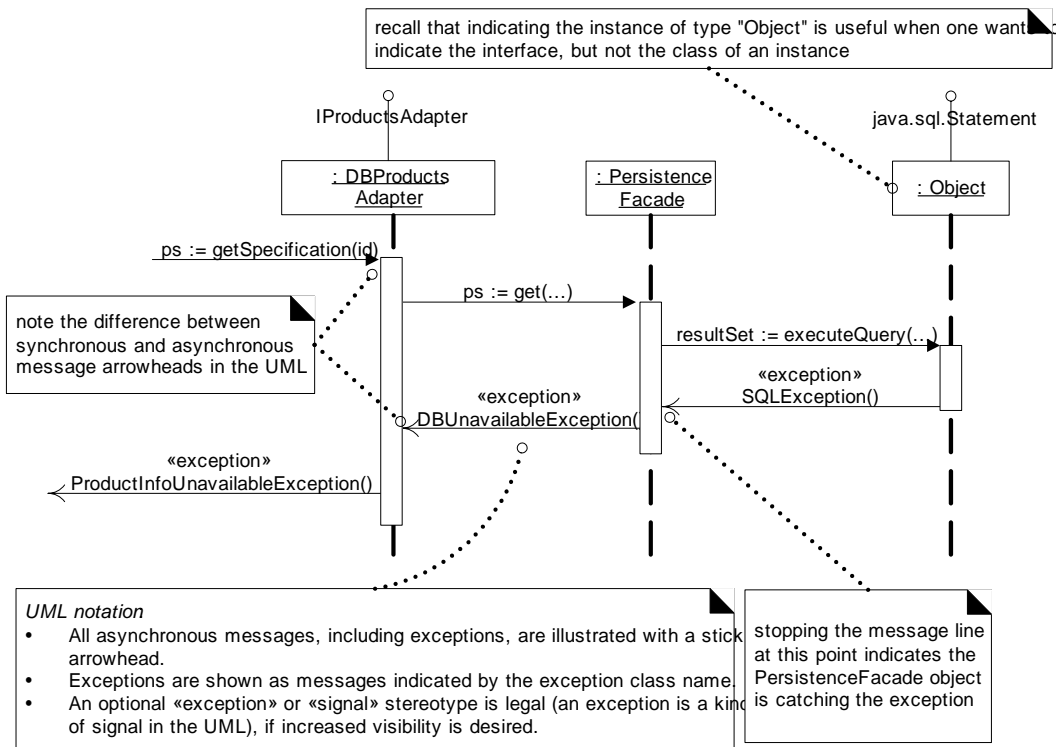 recall that indicating the instance of type "Object" is useful when one wants
indicate the interface, but not the class of an instance
IProductsAdapter
java.sql.Statement
: DBProducts
Adapter
: Persistence
Facade
: Object
ps := getSpecification(id)
ps := get(...)
note the difference between
synchronous and asynchronous
message arrowheads in the UML
resultSet := executeQuery(...)
«exception»
SQLException()
«exception»
DBUnavailableException()
«exception»
ProductInfoUnavailableException()
UML notation
• All asynchronous messages, including exceptions, are illustrated with a stick
arrowhead.
• Exceptions are shown as messages indicated by the exception class name.
• An optional «exception» or «signal» stereotype is legal (an exception is a kind
of signal in the UML), if increased visibility is desired.
stopping the message line
at this point indicates the
PersistenceFacade object
is catching the exception